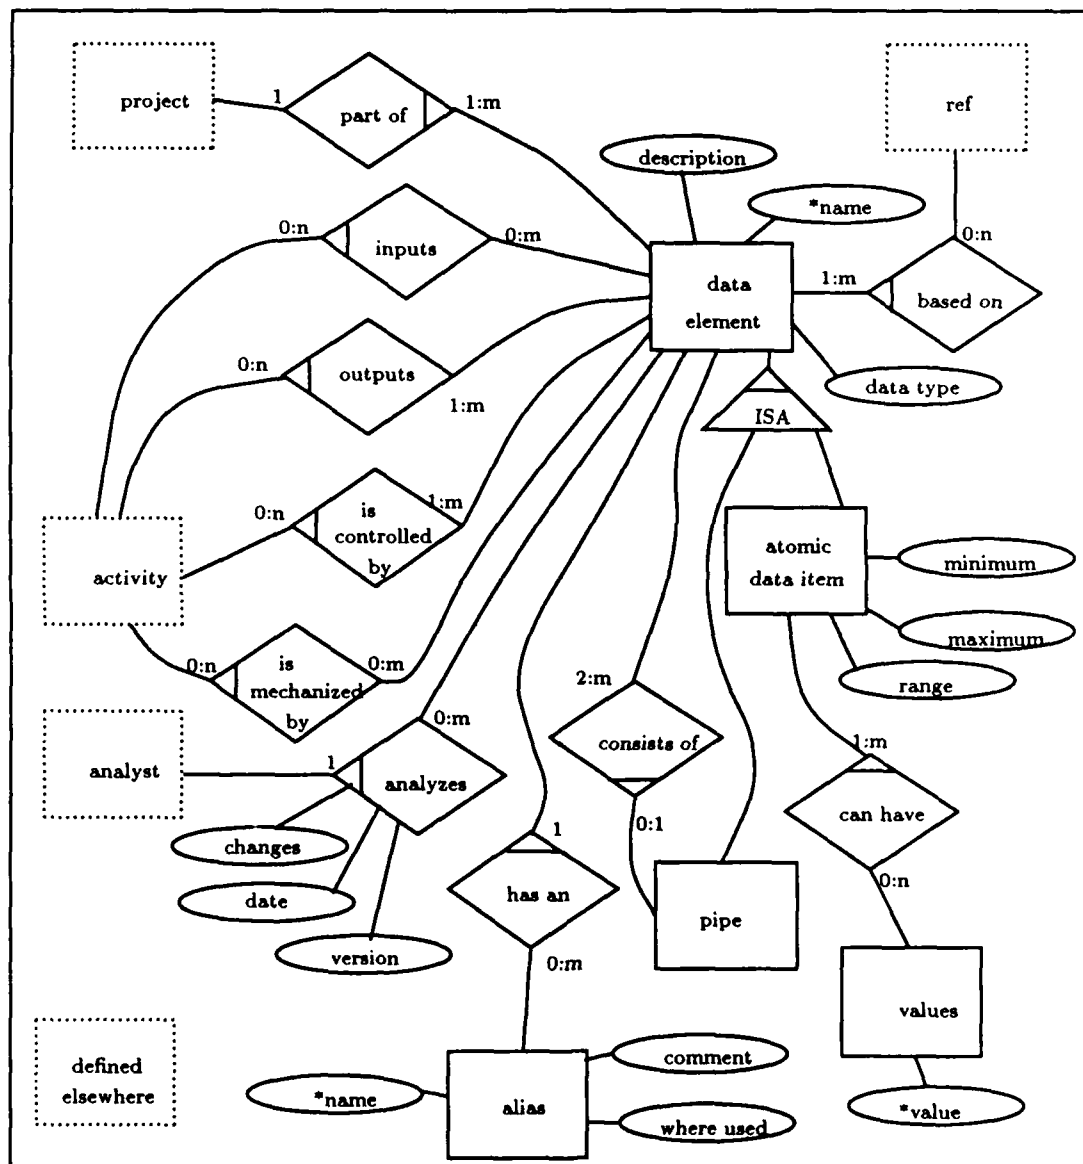 project
1
part of
1:m
ref
description
*name
0:n
inputs
0:m
data
element
1:m
0:n
based on
0:n
outputs
1:m
data type
ISA
0:n
is
controlled
by
1:m
activity
atomic
data item
minimum
maximum
range
0:n
is
mechanized
by
0:m
analyst
1
analyzes
0:m
2:m
consists of
0:1
1:m
can have
0:n
changes
date
version
1
has an
0:m
pipe
values
*value
defined
elsewhere
*name
alias
comment
where used